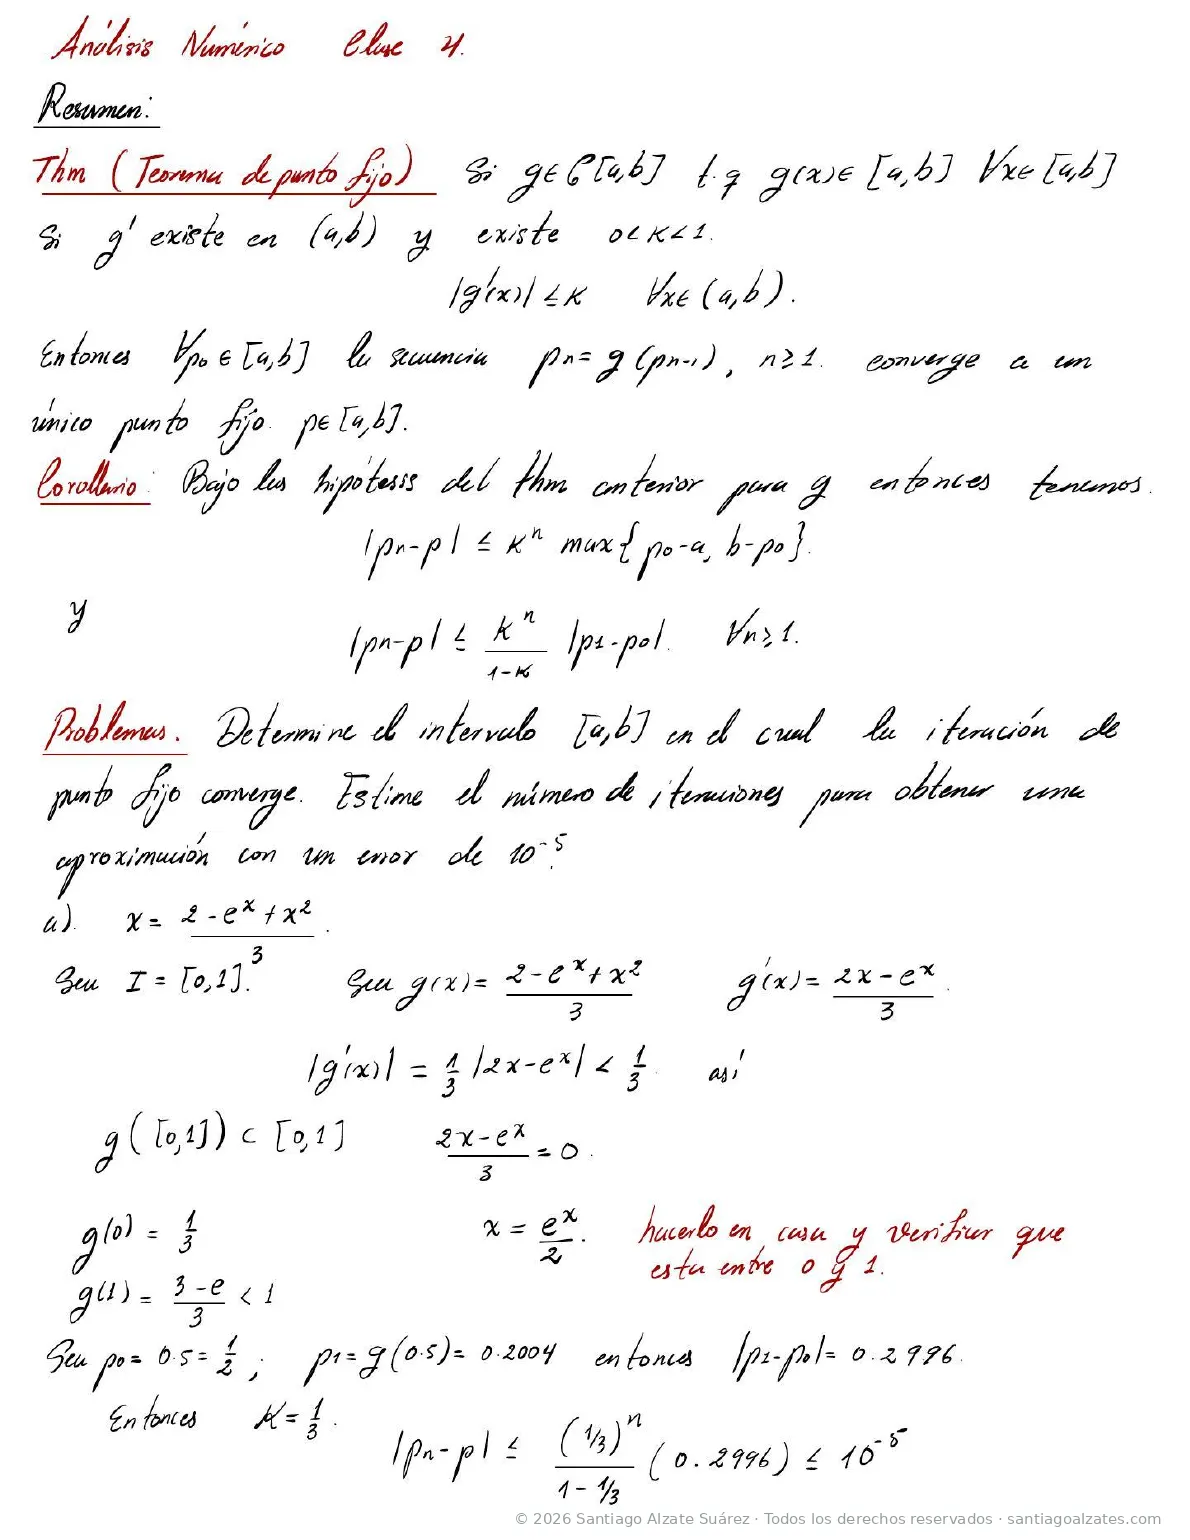 Análisis Numérico Clase 4.
Resumen:
Thm (Teorema de punto fijo) Si g∈C[a,b] t.q g(x)∈[a,b] ∀x∈[a,b]
Si g' existe en (a,b) y existe 0<K<1.
|g'(x)| ≤ K ∀x∈(a,b).
Entonces ∀p₀∈[a,b] la secuencia pn = g(pn-1), n≥1. converge a un
único punto fijo. p∈[a,b].
Corollario: Bajo las hipótesis del thm anterior para g entonces tenemos.
|pn-p| ≤ Kⁿ max{p₀-a, b-p₀}.
y
|pn-p| ≤ Kⁿ/(1-K) |p₁-p₀|. ∀n≥1.
Problemas. Determine el intervalo [a,b] en el cual la iteración de
punto fijo converge. Estime el número de iteraciones para obtener una
aproximación con un error de 10⁻⁵.
a). x = (2-eˣ+x²)/3.
Sea I = [0,1]. Sea g(x) = (2-eˣ+x²)/3 g'(x) = (2x-eˣ)/3.
|g'(x)| = 1/3 |2x-eˣ| < 1/3. así
g([0,1]) ⊂ [0,1] (2x-eˣ)/3 = 0.
g(0) = 1/3 x = eˣ/2. hacerlo en casa y verificar que
esta entre 0 y 1.
g(1) = (3-e)/3 < 1
Sea p₀ = 0.5 = 1/2; p₁ = g(0.5) = 0.2004 entonces |p₁-p₀| = 0.2996.
Entonces K = 1/3.
|pn-p| ≤ (1/3)ⁿ/(1-1/3) (0.2996) ≤ 10⁻⁵
© 2026 Santiago Alzate Suárez · Todos los derechos reservados · santiagoalzates.com